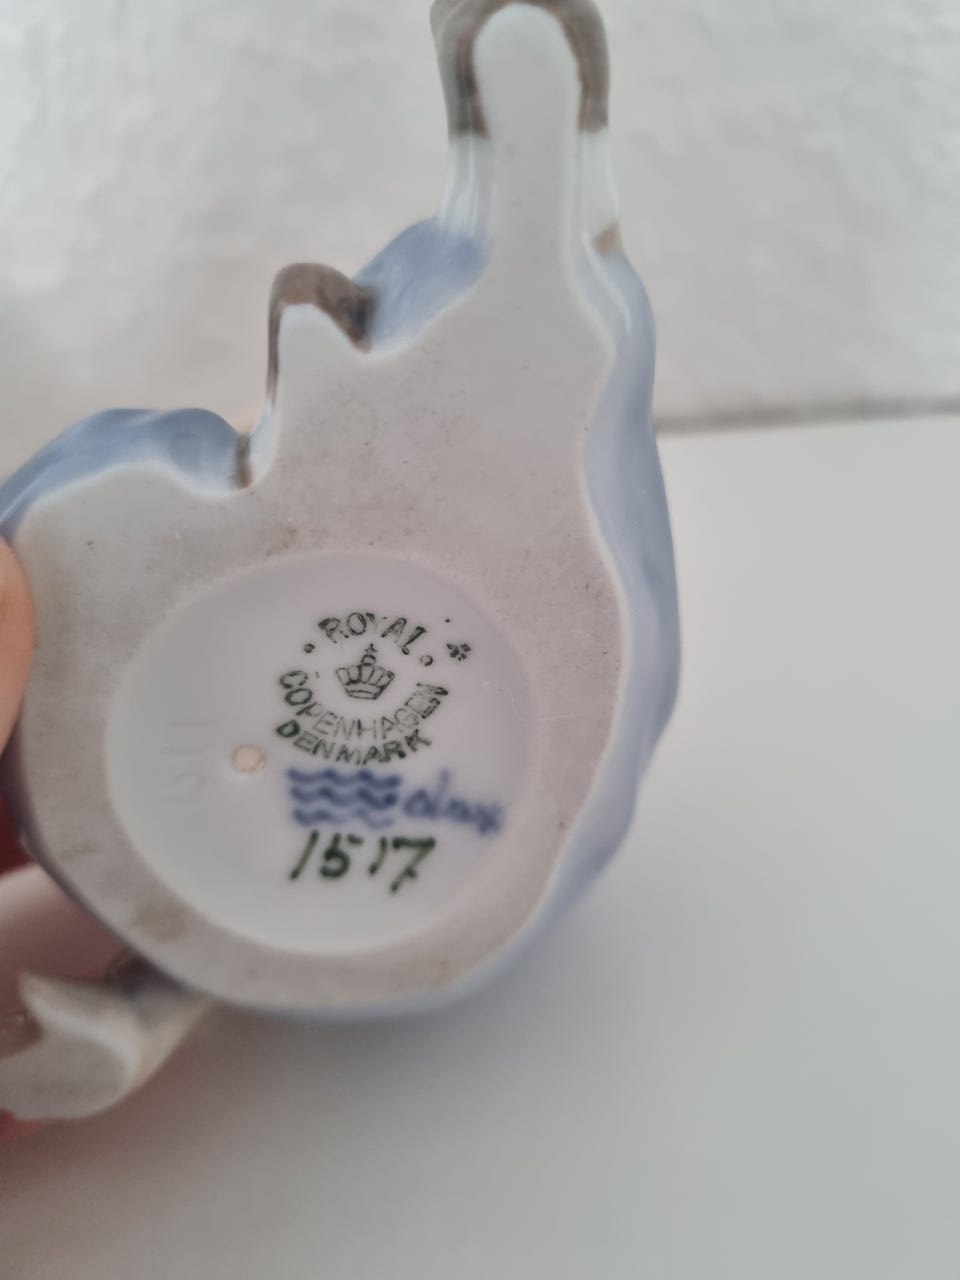 ROYAL
COPENHAGEN
DENMARK
1517